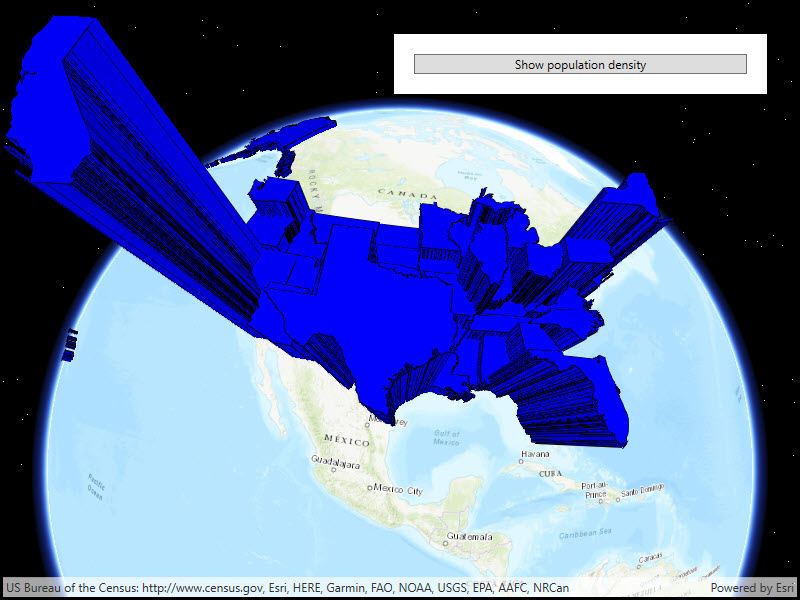 Show population density
CANADA
Hudson
Bay
ROCKY M
MÉXICO
Gulf of
Mexico
Guadalajara
Mexico City
Havana
CUBA
Port-au-
Prince
Santo Domingo
Pacific
Ocean
Guatemala
Caribbean Sea
Caracas
US Bureau of the Census: http://www.census.gov, Esri, HERE, Garmin, FAO, NOAA, USGS, EPA, AAFC, NRCan
Powered by Esri